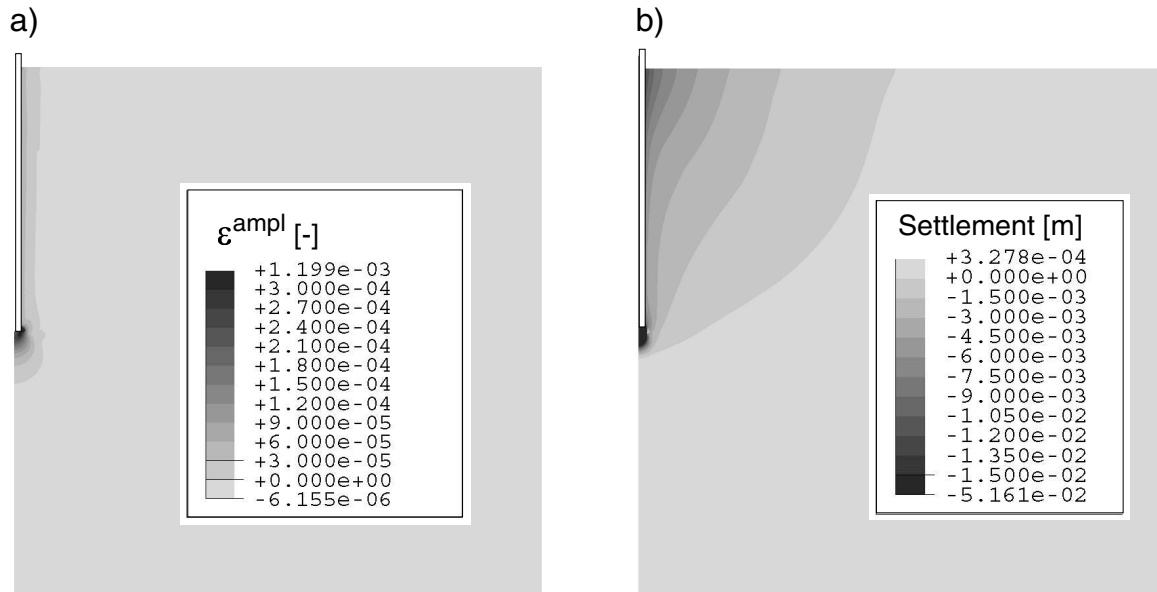 a)
ε^ampl [-]
+1.199e-03
+3.000e-04
+2.700e-04
+2.400e-04
+2.100e-04
+1.800e-04
+1.500e-04
+1.200e-04
+9.000e-05
+6.000e-05
+3.000e-05
+0.000e+00
-6.155e-06
b)
Settlement [m]
+3.278e-04
+0.000e+00
-1.500e-03
-3.000e-03
-4.500e-03
-6.000e-03
-7.500e-03
-9.000e-03
-1.050e-02
-1.200e-02
-1.350e-02
-1.500e-02
-5.161e-02